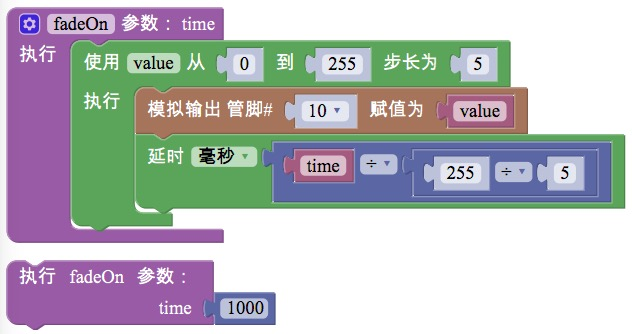 fadeOn 参数： time
执行
使用 value 从 0 到 255 步长为 5
执行
模拟输出 管脚# 10 赋值为 value
延时 毫秒 time ÷ 255 ÷ 5
执行 fadeOn 参数：
time 1000